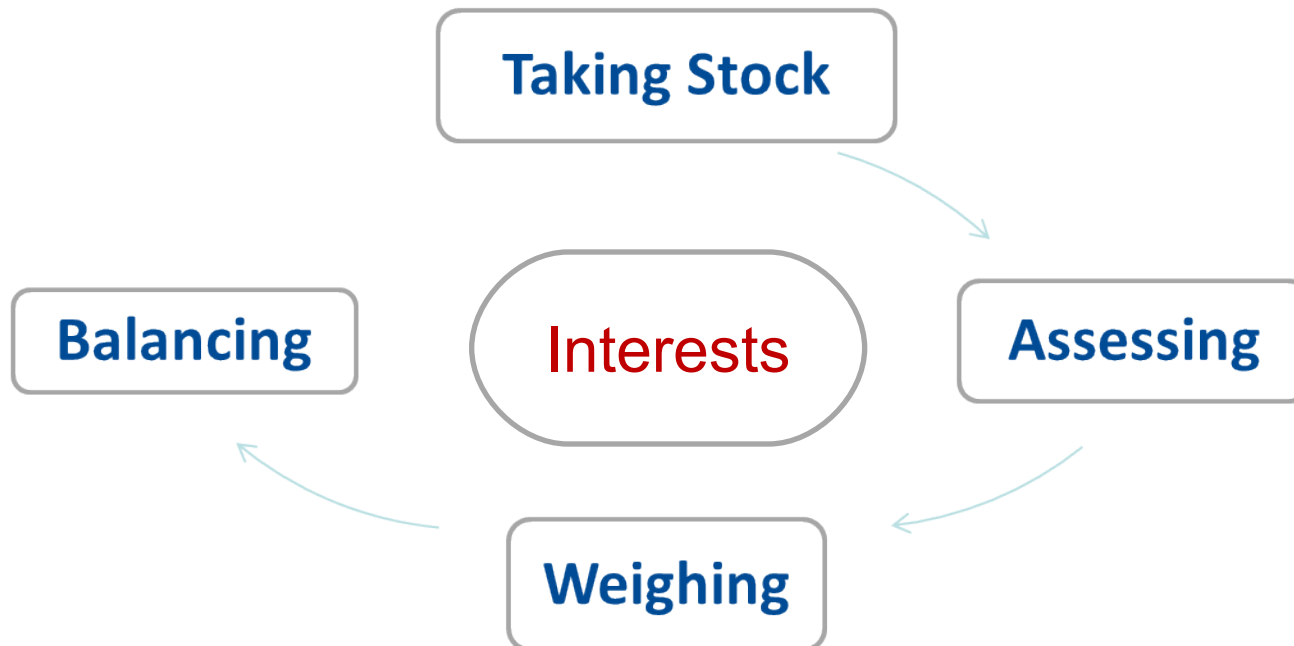 Taking Stock
Balancing
Interests
Assessing
Weighing